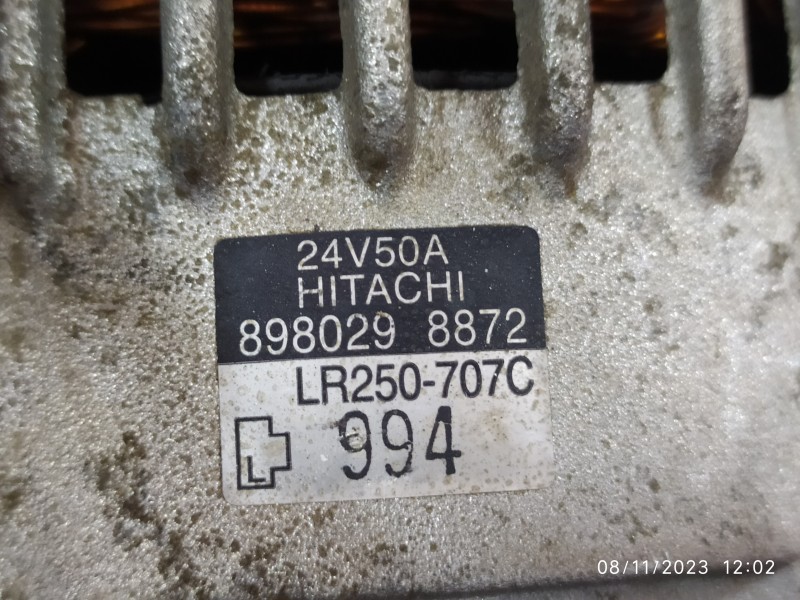 24V50A
HITACHI
898029 8872
LR250-707C
L 994
08/11/2023 12:02